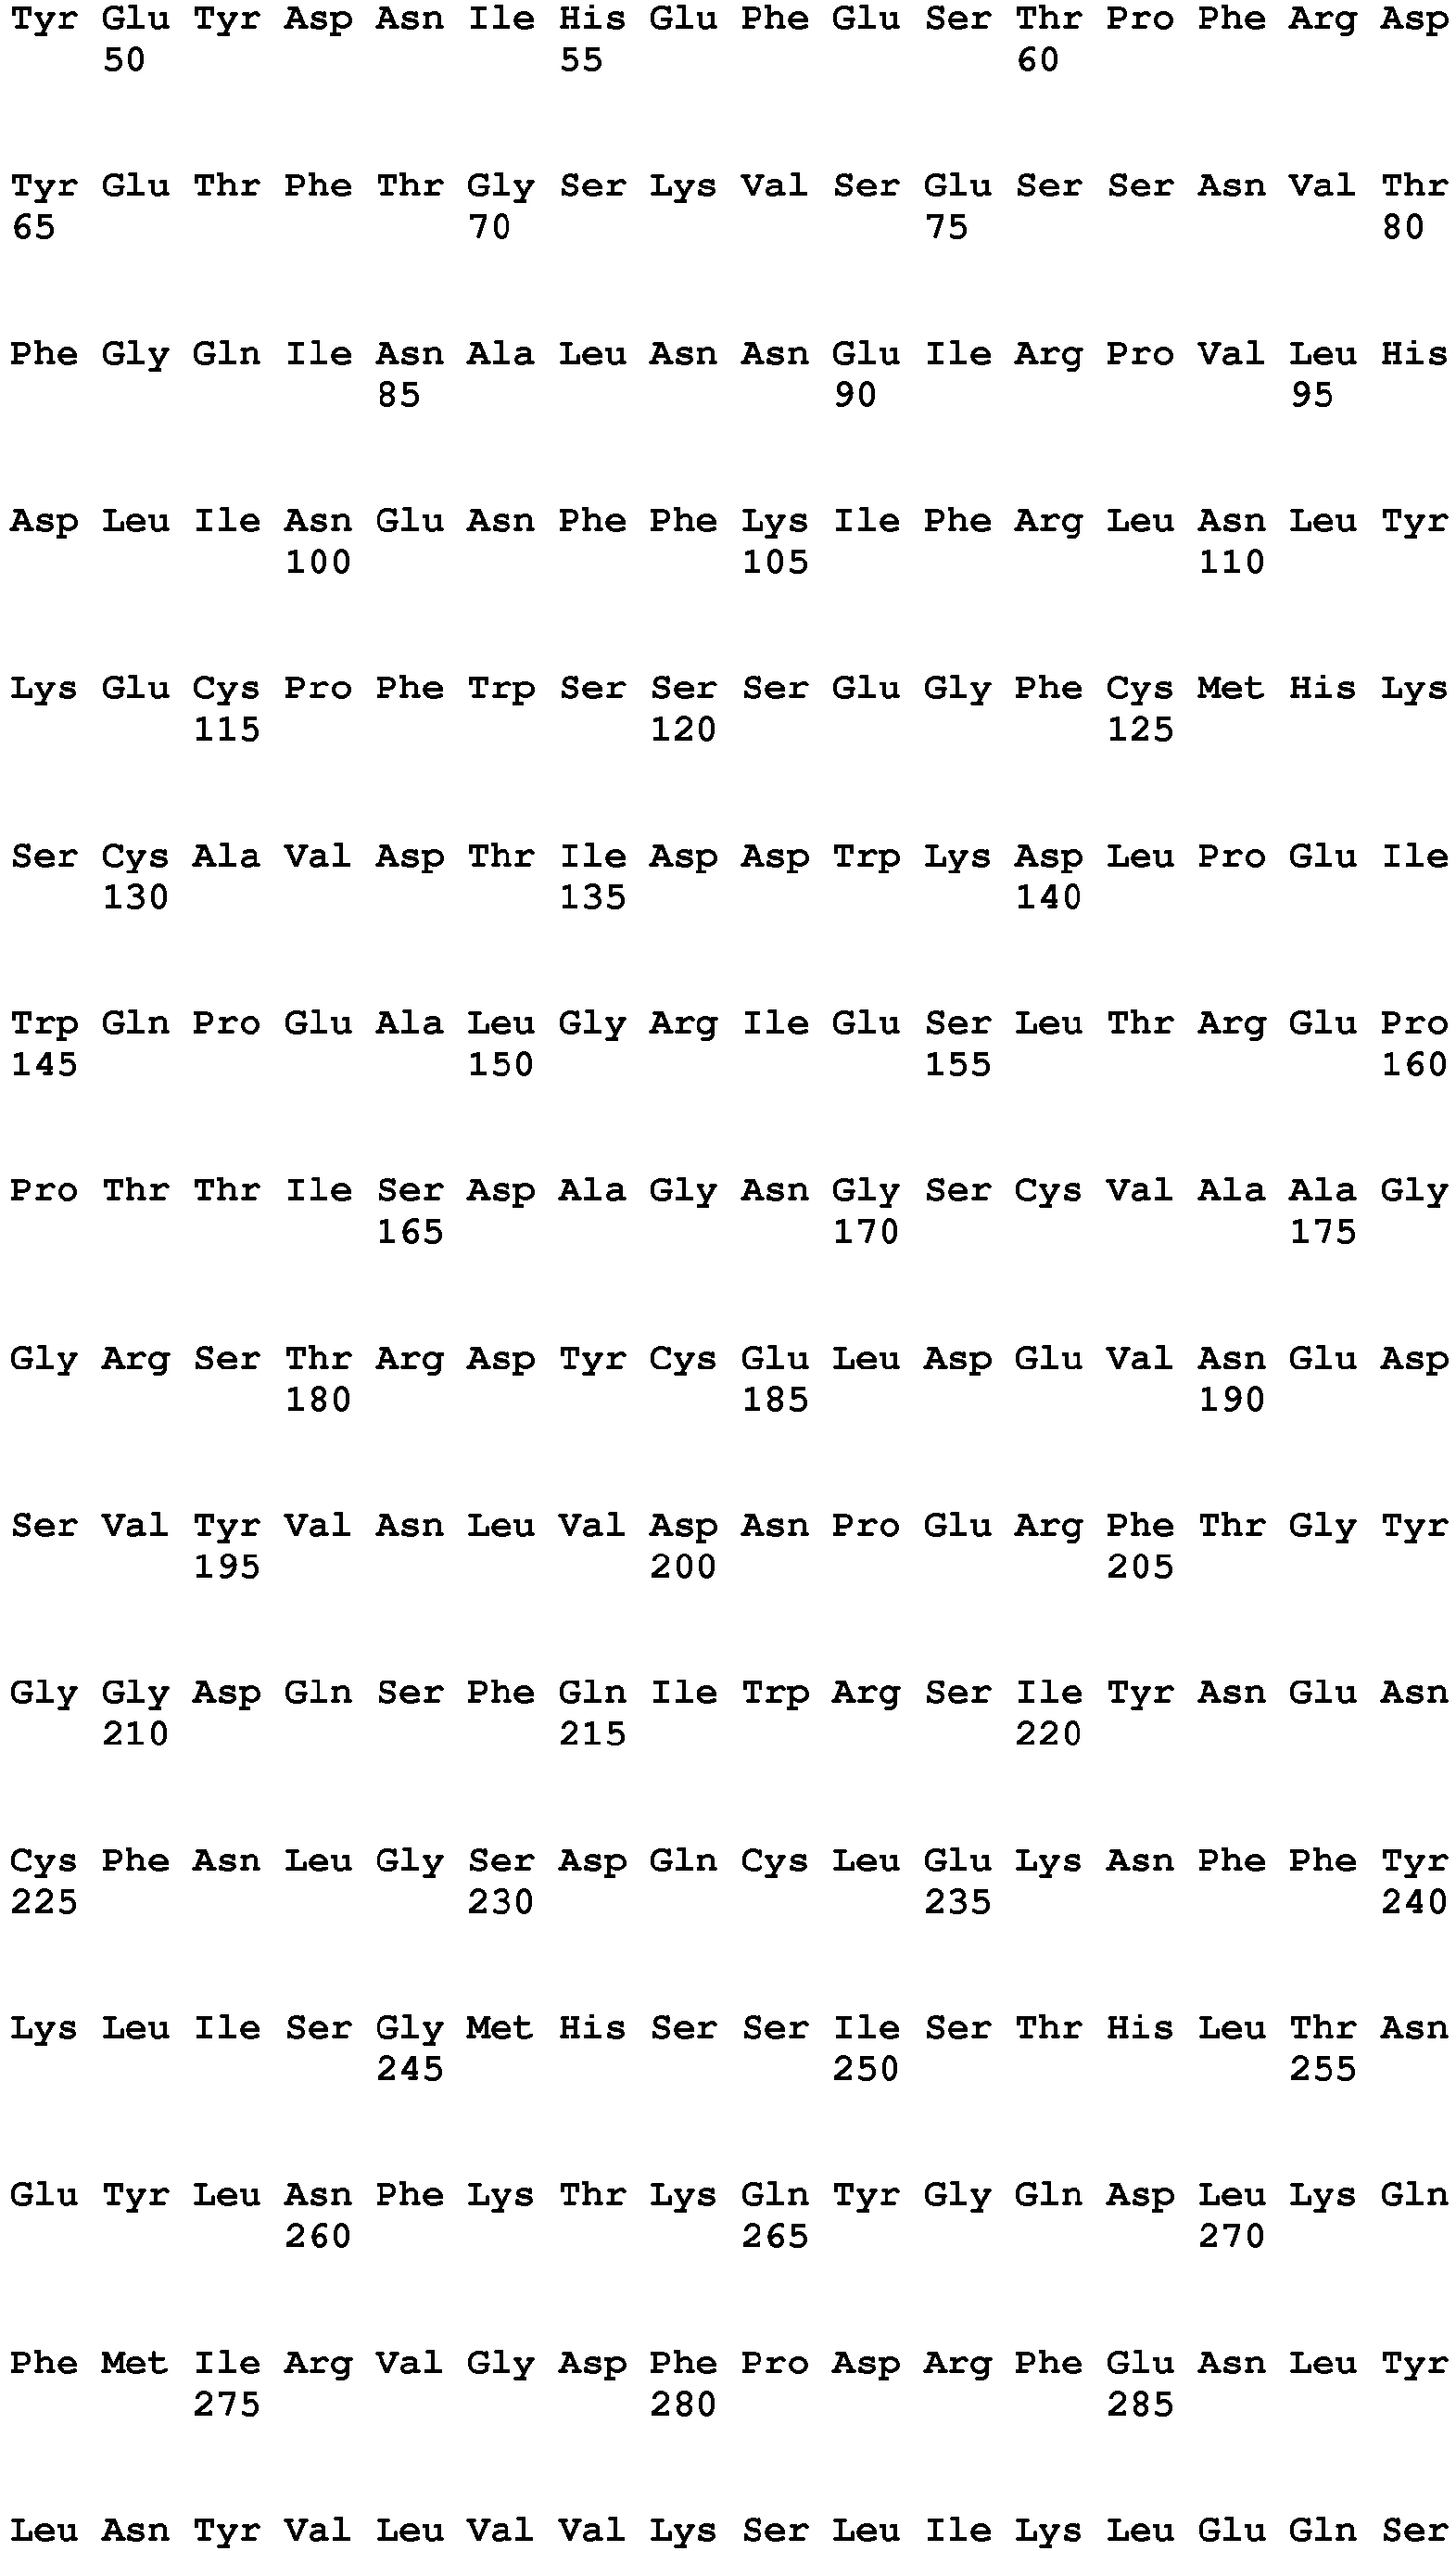 Tyr Glu Tyr Asp Asn Ile His Glu Phe Glu Ser Thr Pro Phe Arg Asp
50 55 60
Tyr Glu Thr Phe Thr Gly Ser Lys Val Ser Glu Ser Ser Asn Val Thr
65 70 75 80
Phe Gly Gln Ile Asn Ala Leu Asn Asn Glu Ile Arg Pro Val Leu His
85 90 95
Asp Leu Ile Asn Glu Asn Phe Phe Lys Ile Phe Arg Leu Asn Leu Tyr
100 105 110
Lys Glu Cys Pro Phe Trp Ser Ser Ser Glu Gly Phe Cys Met His Lys
115 120 125
Ser Cys Ala Val Asp Thr Ile Asp Asp Trp Lys Asp Leu Pro Glu Ile
130 135 140
Trp Gln Pro Glu Ala Leu Gly Arg Ile Glu Ser Leu Thr Arg Glu Pro
145 150 155 160
Pro Thr Thr Ile Ser Asp Ala Gly Asn Gly Ser Cys Val Ala Ala Gly
165 170 175
Gly Arg Ser Thr Arg Asp Tyr Cys Glu Leu Asp Glu Val Asn Glu Asp
180 185 190
Ser Val Tyr Val Asn Leu Val Asp Asn Pro Glu Arg Phe Thr Gly Tyr
195 200 205
Gly Gly Asp Gln Ser Phe Gln Ile Trp Arg Ser Ile Tyr Asn Glu Asn
210 215 220
Cys Phe Asn Leu Gly Ser Asp Gln Cys Leu Glu Lys Asn Phe Phe Tyr
225 230 235 240
Lys Leu Ile Ser Gly Met His Ser Ser Ile Ser Thr His Leu Thr Asn
245 250 255
Glu Tyr Leu Asn Phe Lys Thr Lys Gln Tyr Gly Gln Asp Leu Lys Gln
260 265 270
Phe Met Ile Arg Val Gly Asp Phe Pro Asp Arg Phe Glu Asn Leu Tyr
275 280 285
Leu Asn Tyr Val Leu Val Val Lys Ser Leu Ile Lys Leu Glu Gln Ser